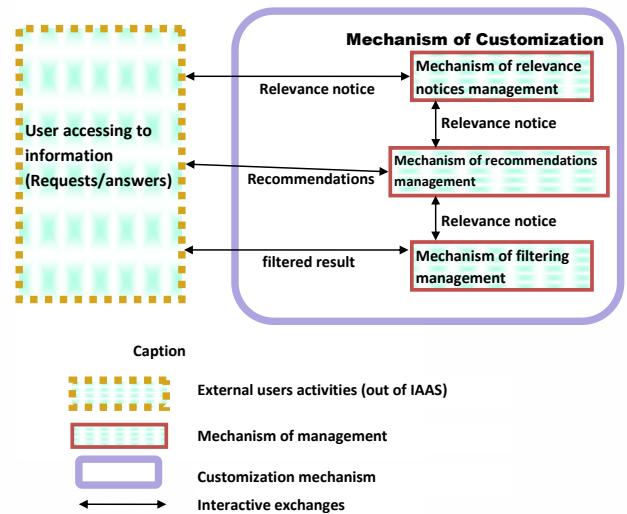 Mechanism of Customization
Mechanism of relevance
notices management
Relevance notice
Relevance notice
User accessing to
information
(Requests/answers)
Mechanism of recommendations
management
Recommendations
Relevance notice
Mechanism of filtering
management
filtered result
Caption
External users activities (out of IAAS)
Mechanism of management
Customization mechanism
Interactive exchanges